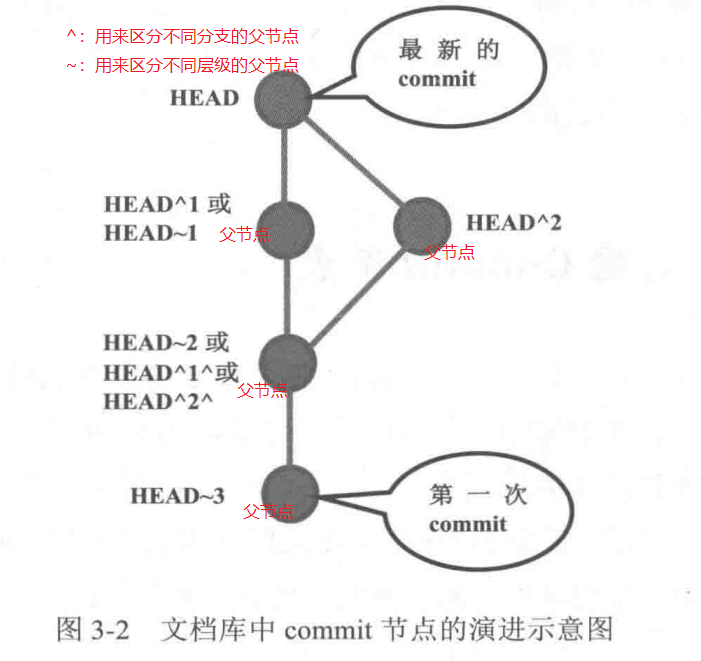 ^：用来区分不同分支的父节点
~：用来区分不同层级的父节点
最新的
commit
HEAD
HEAD^1 或
HEAD~1
父节点
HEAD^2
父节点
HEAD~2 或
HEAD^1^或
HEAD^2^
父节点
HEAD~3
父节点
第一次
commit
图 3-2 文档库中 commit 节点的演进示意图